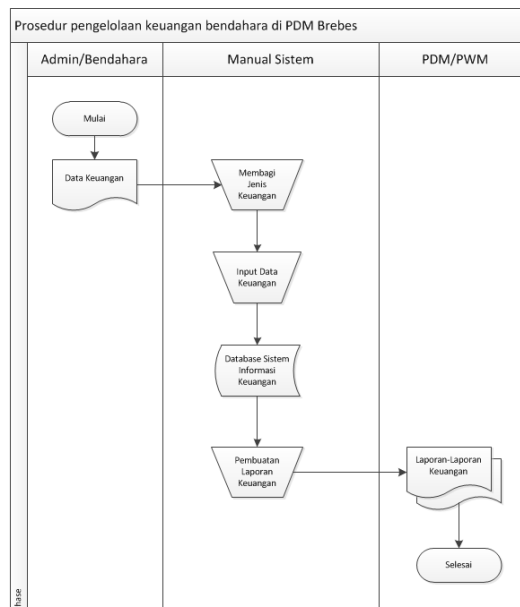 Prosedur pengelolaan keuangan bendahara di PDM Brebes
Admin/Bendahara
Manual Sistem
PDM/PWM
Mulai
Data Keuangan
Membagi
Jenis
Keuangan
Input Data
Keuangan
Database Sistem
Informasi
Keuangan
Pembuatan
Laporan
Keuangan
Laporan-Laporan
Keuangan
Selesai
hase